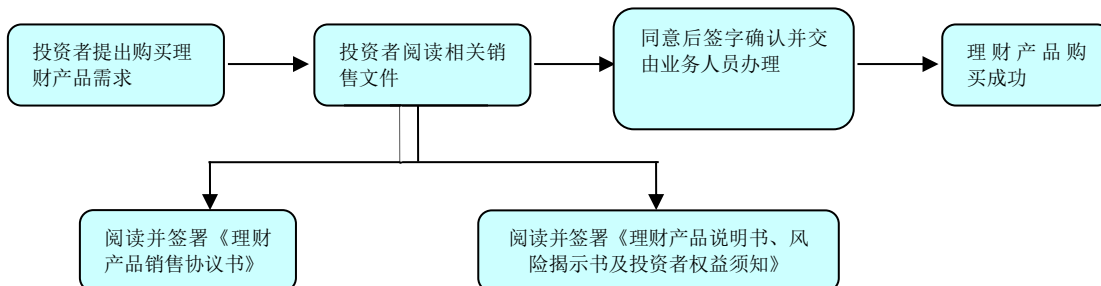 投资者提出购买理
财产品需求
投资者阅读相关销
售文件
同意后签字确认并交
由业务人员办理
理财产品购
买成功
阅读并签署《理财
产品销售协议书》
阅读并签署《理财产品说明书、风
险揭示书及投资者权益须知》